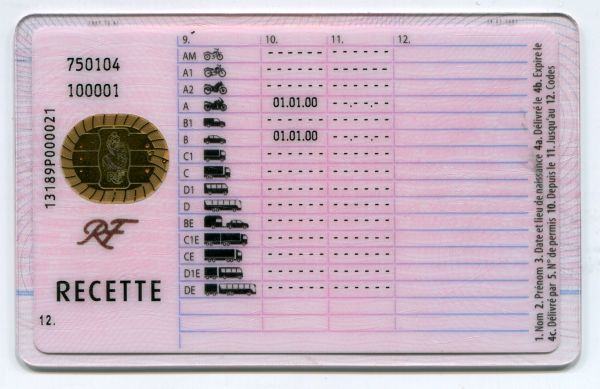 750104
100001
13189P000021
RF
RECETTE
12.
9. 10. 11. 12.
AM
A1
A2
A 01.01.00 --.--.--
B1
B 01.01.00 --.--.--
C1
C
D1
D
BE
C1E
CE
D1E
DE
1. Nom 2. Prénom 3. Date et lieu de naissance 4a. Délivré le 4b. Expire le
4c. Délivré par 5. N° de permis 10. Depuis le 11. Jusqu'au 12. Codes